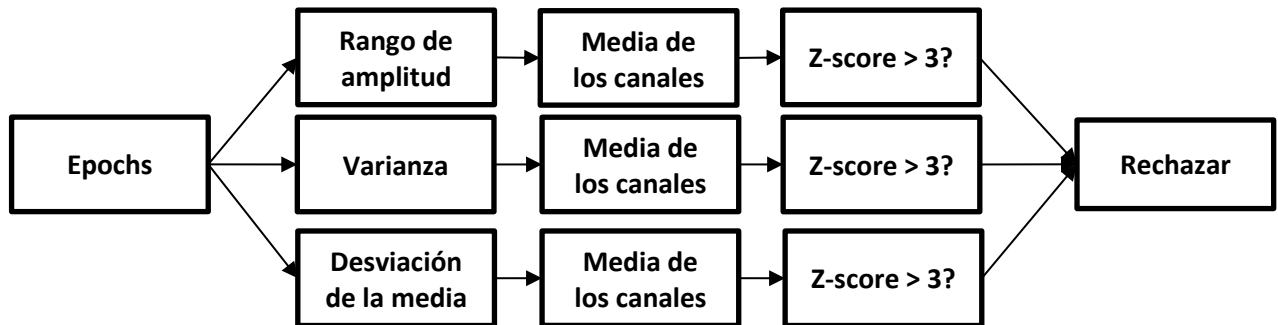 Epochs
Rango de
amplitud
Media de
los canales
Z-score > 3?
Varianza
Media de
los canales
Z-score > 3?
Desviación
de la media
Media de
los canales
Z-score > 3?
Rechazar